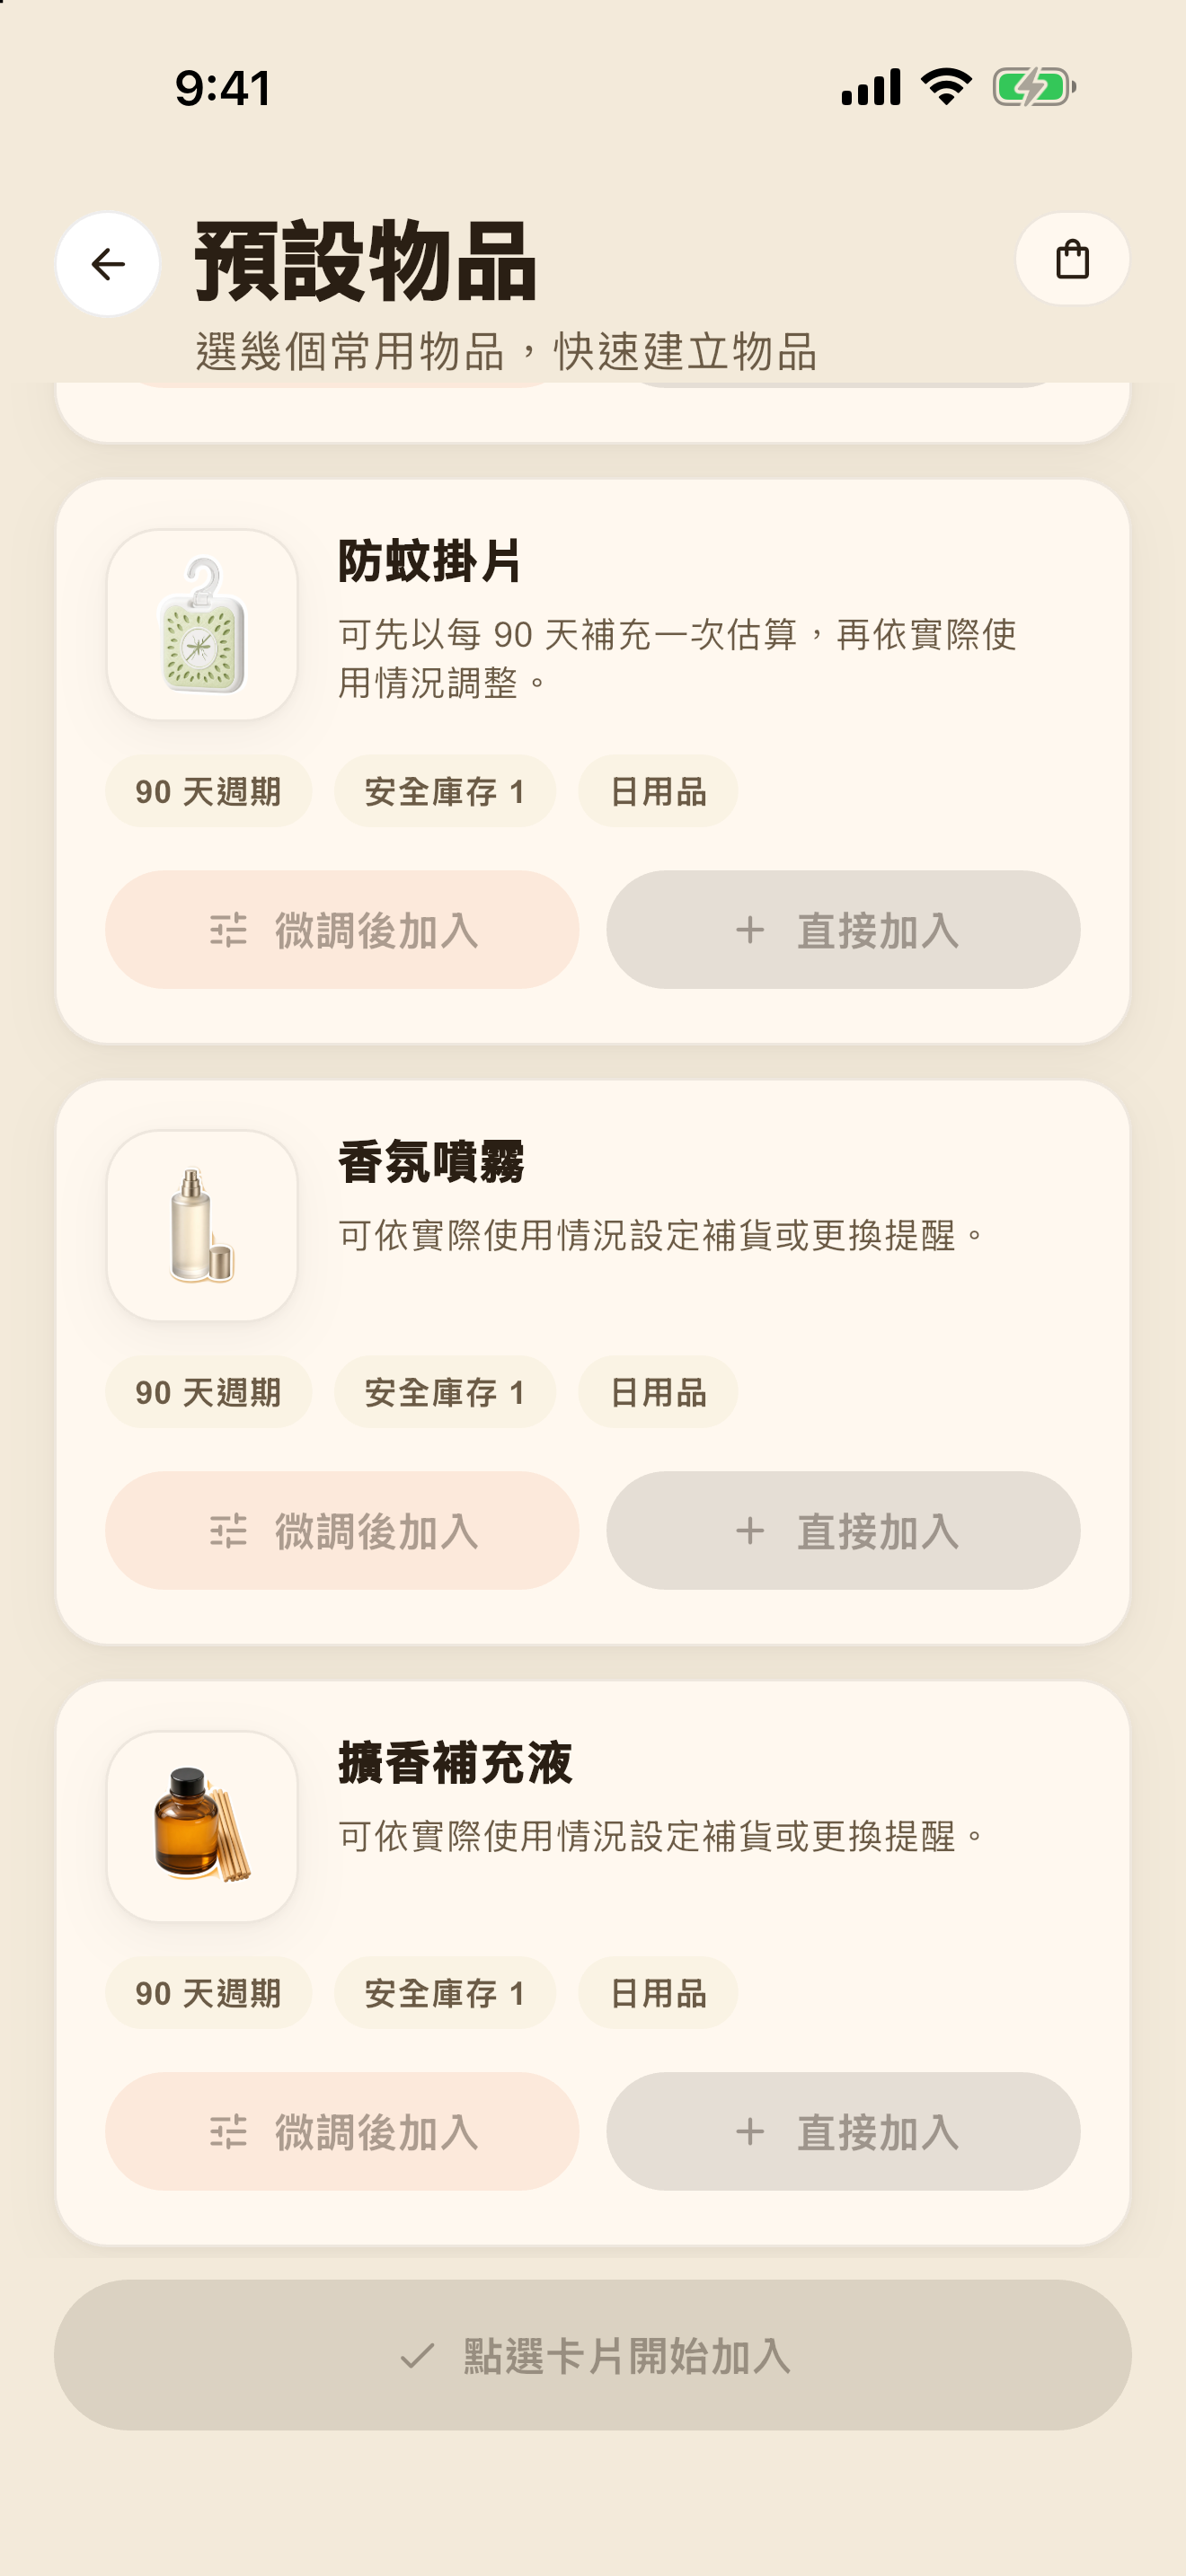 9:41
預設物品
選幾個常用物品，快速建立物品
防蚊掛片
可先以每 90 天補充一次估算，再依實際使
用情況調整。
90 天週期
安全庫存 1
日用品
微調後加入
直接加入
香氛噴霧
可依實際使用情況設定補貨或更換提醒。
90 天週期
安全庫存 1
日用品
微調後加入
直接加入
擴香補充液
可依實際使用情況設定補貨或更換提醒。
90 天週期
安全庫存 1
日用品
微調後加入
直接加入
點選卡片開始加入